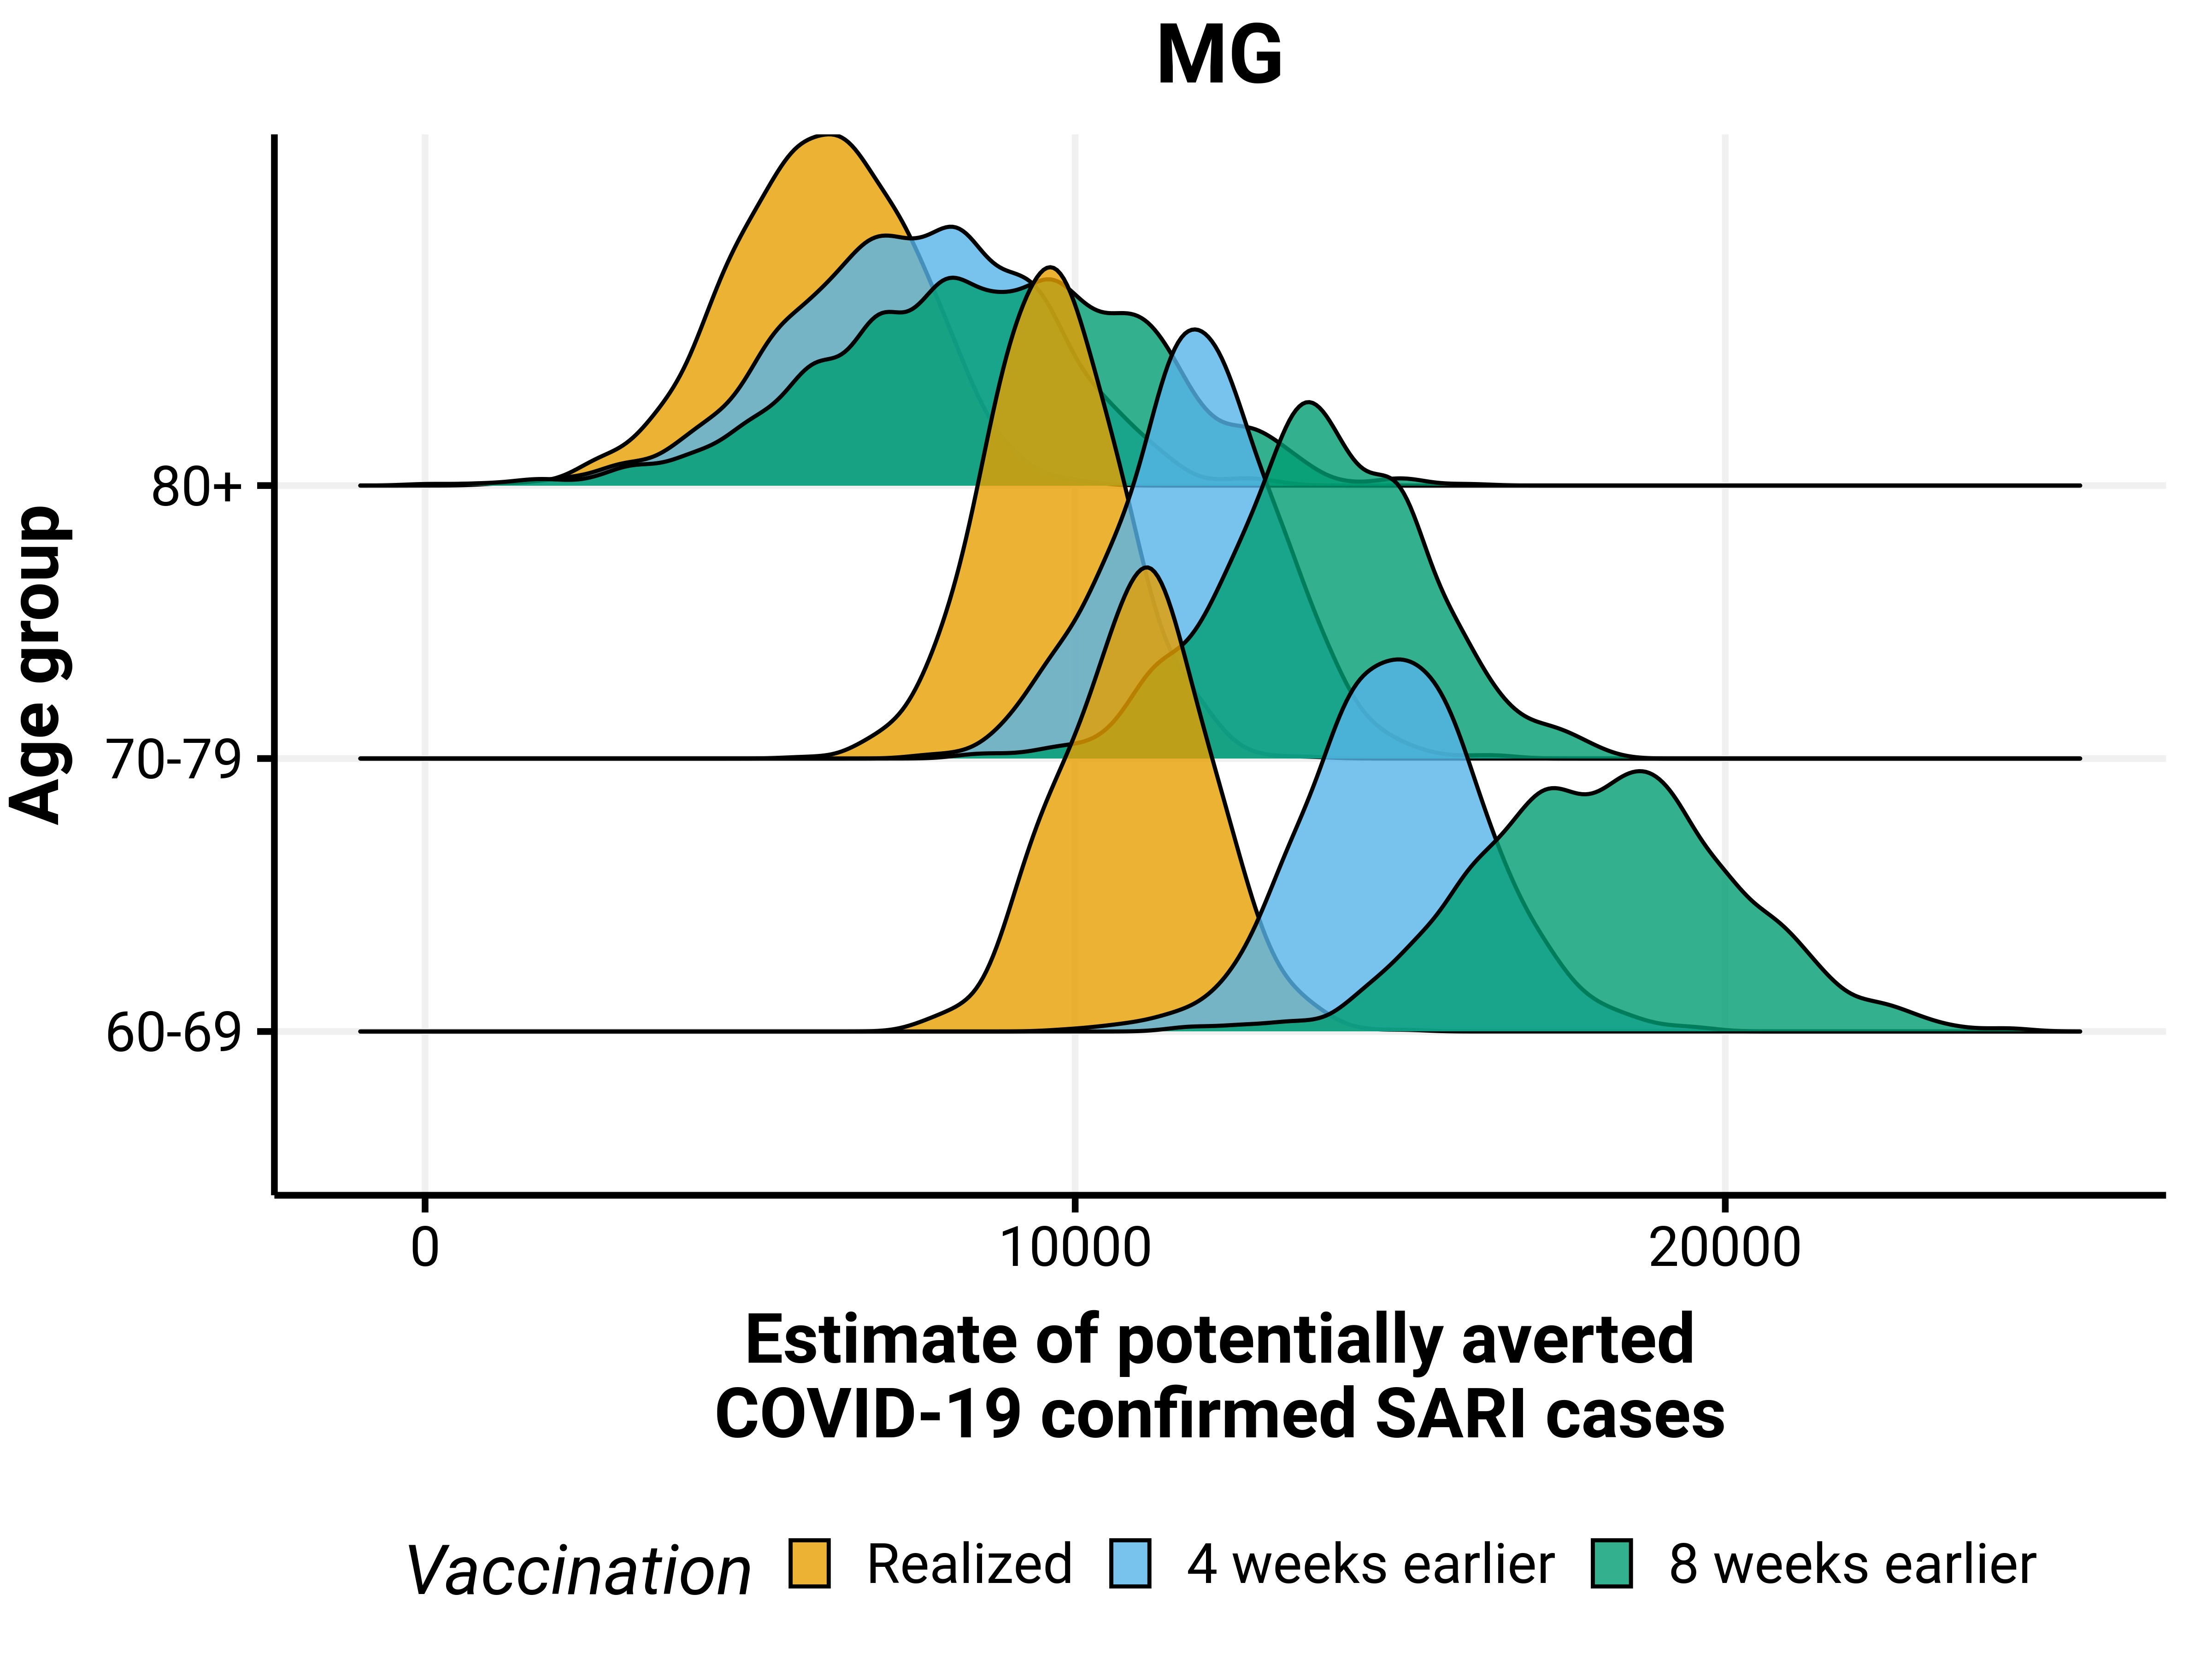 MG
Age group
80+
70-79
60-69
0 10000 20000
Estimate of potentially averted
COVID-19 confirmed SARI cases
Vaccination Realized 4 weeks earlier 8 weeks earlier